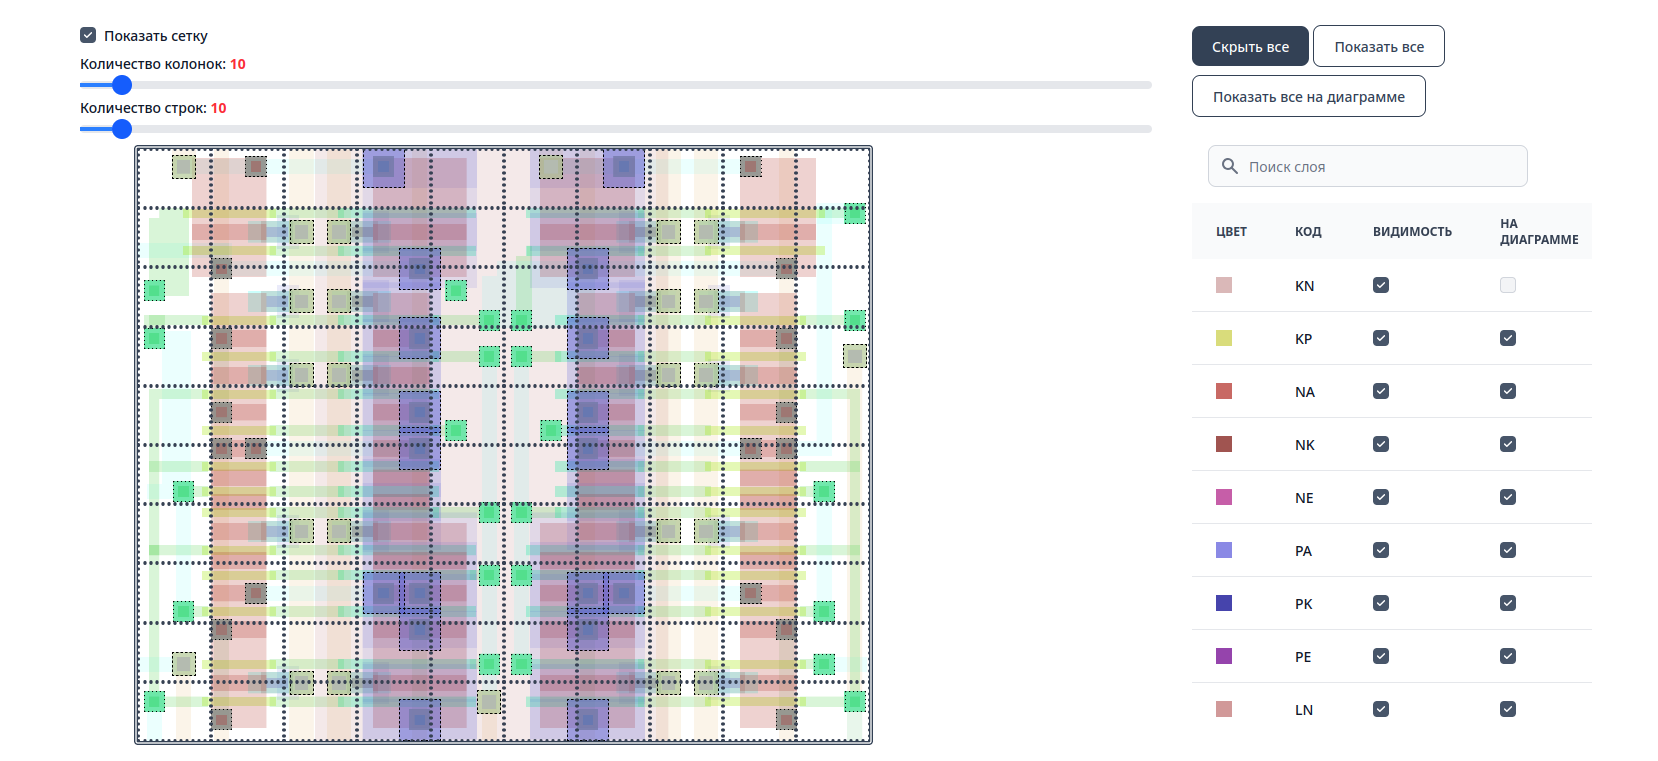 Показать сетку
Количество колонок: 10
Количество строк: 10
Скрыть все
Показать все
Показать все на диаграмме
Поиск слоя
ЦВЕТ КОД ВИДИМОСТЬ НА ДИАГРАММЕ
KN
KP
NA
NK
NE
PA
PK
PE
LN